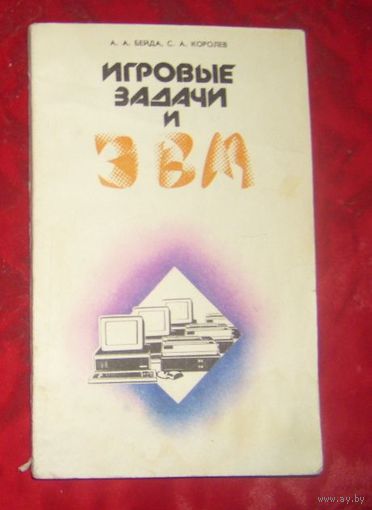 А. А. БЕЙДА, С. А. КОРОЛЕВ
ИГРОВЫЕ
ЗАДАЧИ
И
ЭВМ
www.ay.by